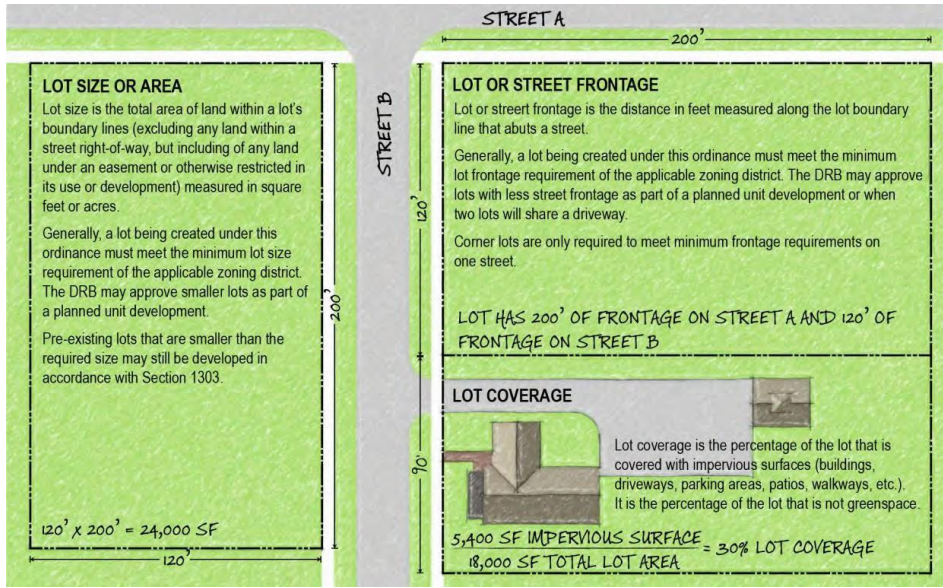 STREET A
200'
STREET B
LOT SIZE OR AREA
Lot size is the total area of land within a lot's
boundary lines (excluding any land within a
street right-of-way, but including of any land
under an easement or otherwise restricted in
its use or development) measured in square
feet or acres.
Generally, a lot being created under this
ordinance must meet the minimum lot size
requirement of the applicable zoning district.
The DRB may approve smaller lots as part of
a planned unit development.
Pre-existing lots that are smaller than the
required size may still be developed in
accordance with Section 1303.
120' X 200' = 24,000 SF
120'
200'
120'
LOT OR STREET FRONTAGE
Lot or streert frontage is the distance in feet measured along the lot boundary
line that abuts a street.
Generally, a lot being created under this ordinance must meet the minimum
lot frontage requirement of the applicable zoning district. The DRB may approve
lots with less street frontage as part of a planned unit development or when
two lots will share a driveway.
Corner lots are only required to meet minimum frontage requirements on
one street.
LOT HAS 200' OF FRONTAGE ON STREET A AND 120' OF
FRONTAGE ON STREET B
90'
LOT COVERAGE
Lot coverage is the percentage of the lot that is
covered with impervious surfaces (buildings,
driveways, parking areas, patios, walkways, etc.).
It is the percentage of the lot that is not greenspace.
5,400 SF IMPERVIOUS SURFACE
18,000 SF TOTAL LOT AREA
= 30% LOT COVERAGE